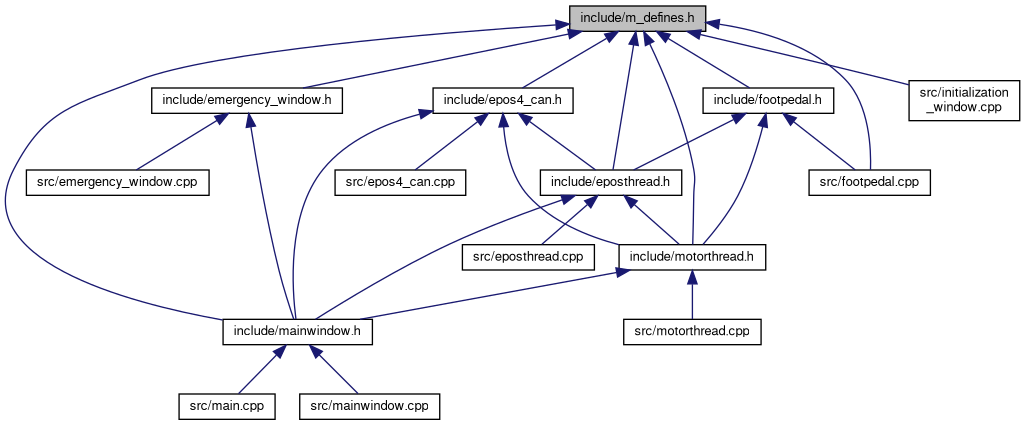 include/m_defines.h
include/emergency_window.h
include/epos4_can.h
include/footpedal.h
src/initialization
_window.cpp
src/emergency_window.cpp
src/epos4_can.cpp
include/eposthread.h
src/footpedal.cpp
src/eposthread.cpp
include/motorthread.h
include/mainwindow.h
src/motorthread.cpp
src/main.cpp
src/mainwindow.cpp